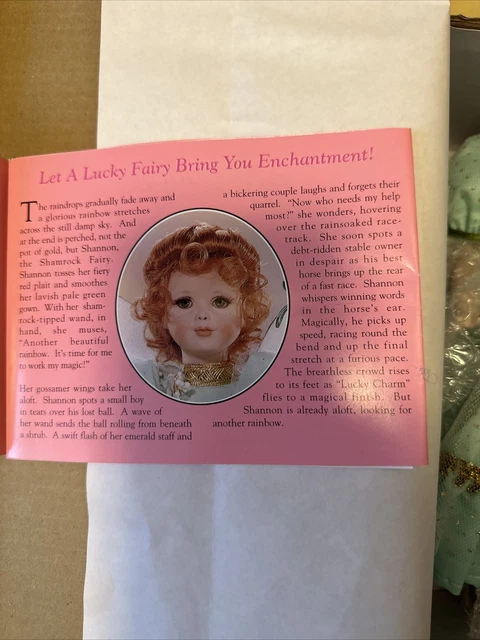 Let A Lucky Fairy Bring You Enchantment!
The raindrops gradually fade away and
a glorious rainbow stretches
across the still damp sky. And
at the end is perched, not the
pot of gold, but Shannon,
the Shamrock Fairy.
Shannon tosses her fiery
red plait and smoothes
her lavish pale green
gown. With her sham-
rock-tipped wand, in
hand, she muses,
"Another beautiful
rainbow. It's time for me
to work my magic!"
Her gossamer wings take her
aloft. Shannon spots a small boy
in tears over his lost ball. A wave of
her wand sends the ball rolling from beneath
a shrub. A swift flash of her emerald staff and
a bickering couple laughs and forgets their
quarrel. "Now who needs my help
most?" she wonders, hovering
over the rainsoaked race-
track. She soon spots a
debt-ridden stable owner
in despair as his best
horse brings up the rear
of a fast race. Shannon
whispers winning words
in the horse's ear.
Magically, he picks up
speed, racing round the
bend and up the final
stretch at a furious pace.
The breathless crowd rises
to its feet as "Lucky Charm"
flies to a magical finish. But
Shannon is already aloft, looking for
another rainbow.